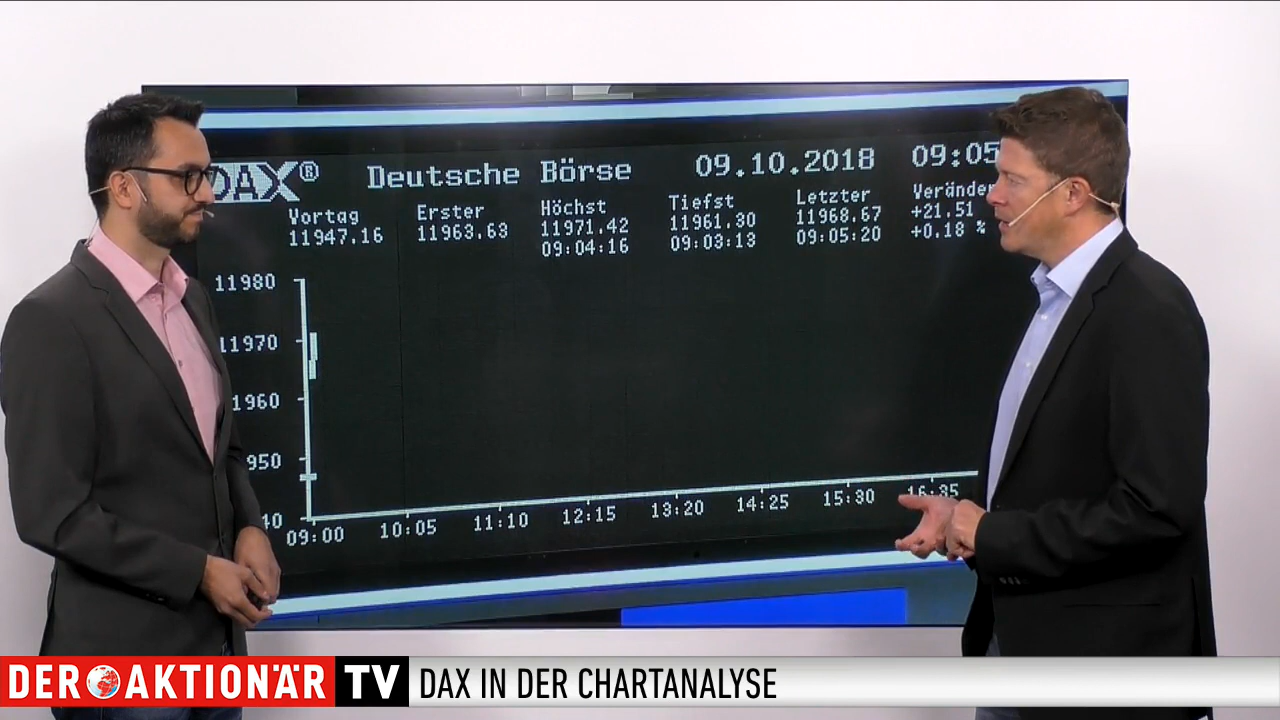 DAX® Deutsche Börse 09.10.2018 09:05
Vortag Erster Höchst Tiefst Letzter Veränder
11947.16 11963.63 11971.42 11961.30 11968.67 +21.51
09:04:16 09:03:13 09:05:20 +0.18 %
11980
11970
11960
950
40
09:00 10:05 11:10 12:15 13:20 14:25 15:30 16:35
DER AKTIONÄR TV DAX IN DER CHARTANALYSE